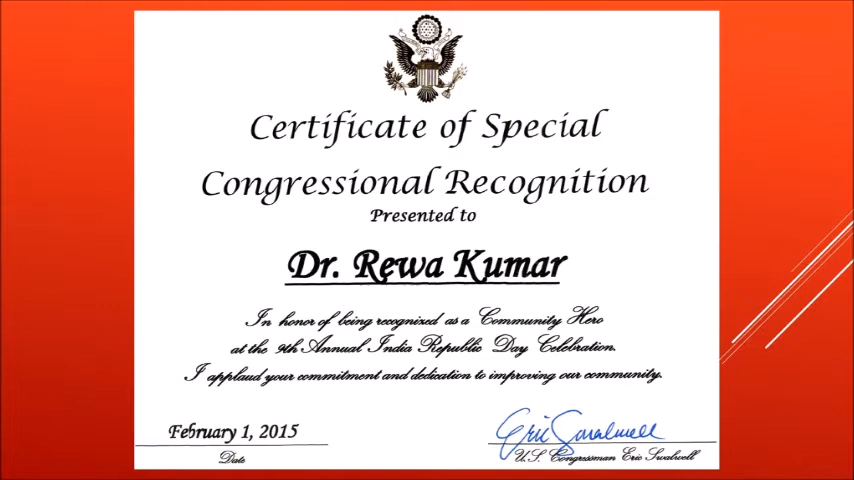 Certificate of Special
Congressional Recognition
Presented to
Dr. Rewa Kumar
In honor of being recognized as a Community Hero
at the 9th Annual India Republic Day Celebration.
I applaud your commitment and dedication to improving our community.
February 1, 2015
Eric Swalwell
Date
U.S. Congressman Eric Swalwell